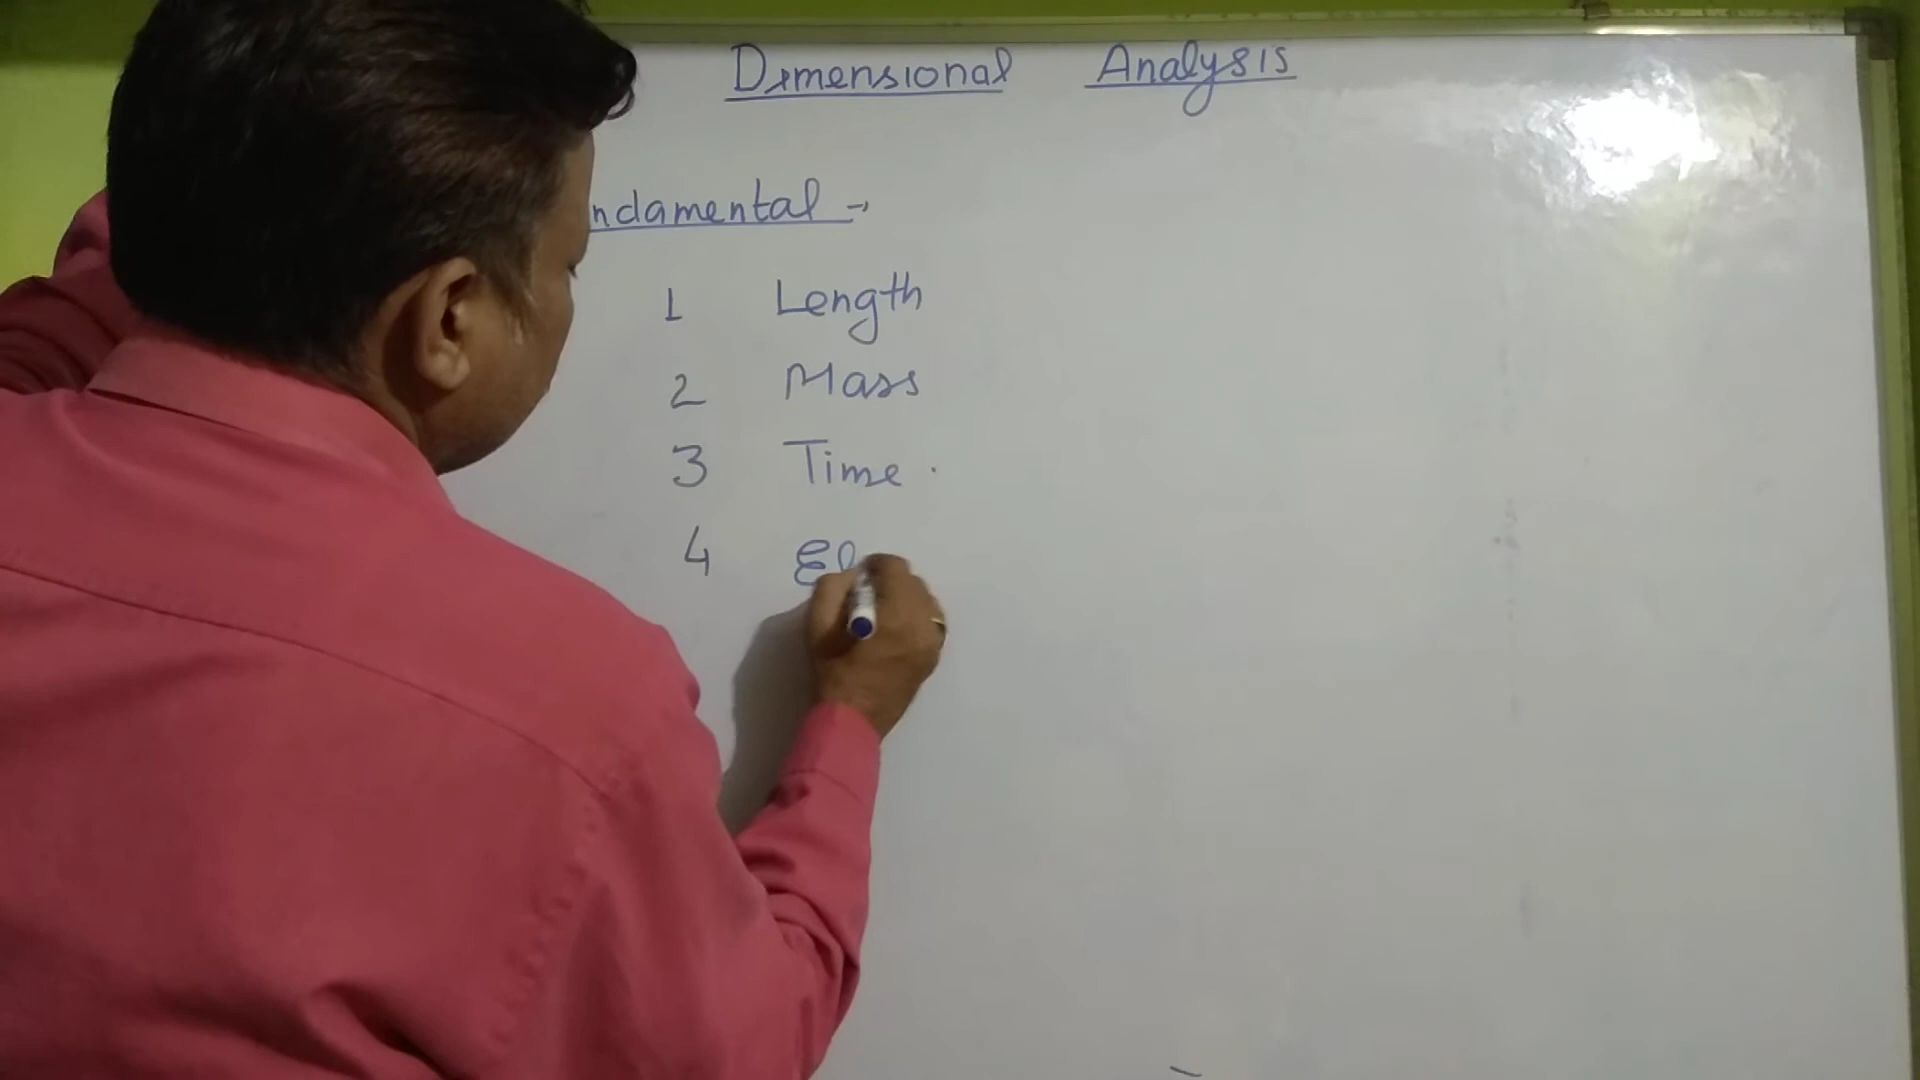 Dimensional Analysis
ndamental →
1 Length
2 Mass
3 Time .
4 El